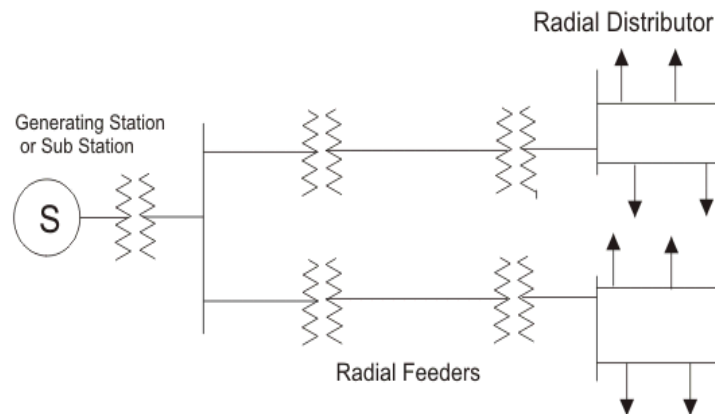 Radial Distributor
Generating Station
or Sub Station
S
Radial Feeders